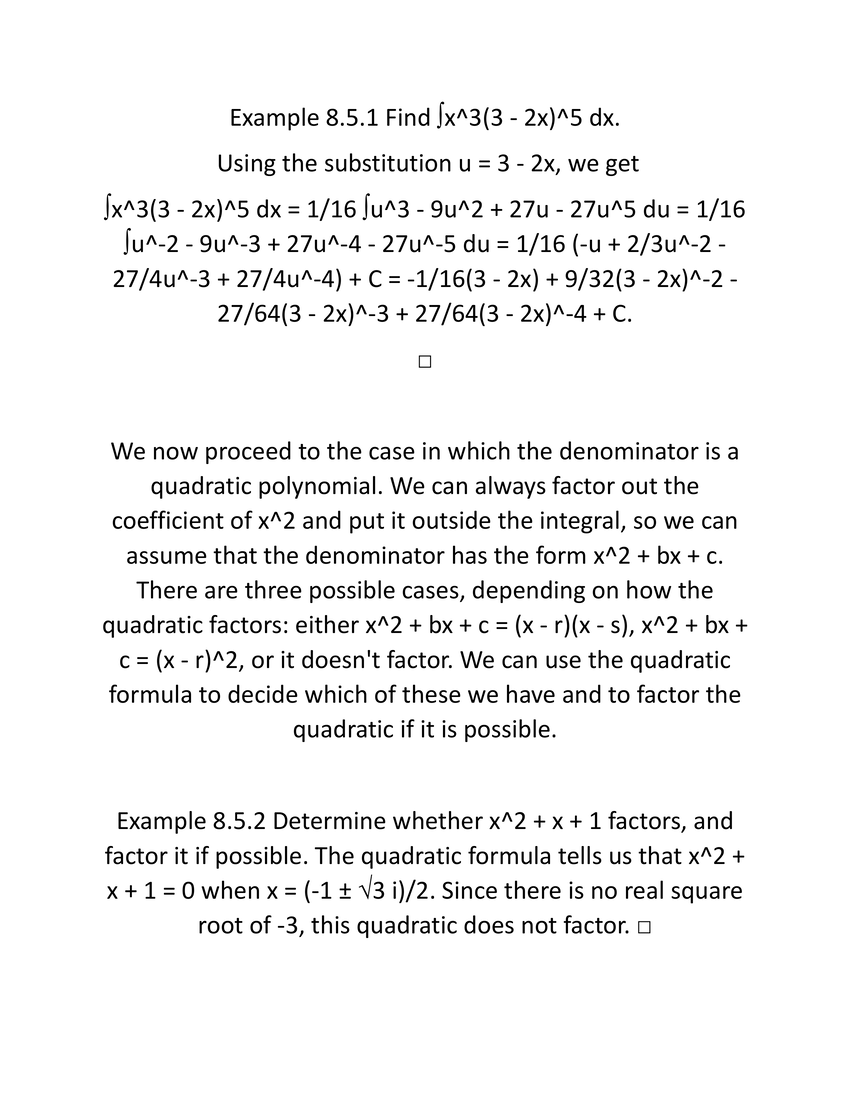 Example 8.5.1 Find ∫x^3(3 - 2x)^5 dx.
Using the substitution u = 3 - 2x, we get
∫x^3(3 - 2x)^5 dx = 1/16 ∫u^3 - 9u^2 + 27u - 27u^5 du = 1/16
∫u^-2 - 9u^-3 + 27u^-4 - 27u^-5 du = 1/16 (-u + 2/3u^-2 -
27/4u^-3 + 27/4u^-4) + C = -1/16(3 - 2x) + 9/32(3 - 2x)^-2 -
27/64(3 - 2x)^-3 + 27/64(3 - 2x)^-4 + C.
□
We now proceed to the case in which the denominator is a
quadratic polynomial. We can always factor out the
coefficient of x^2 and put it outside the integral, so we can
assume that the denominator has the form x^2 + bx + c.
There are three possible cases, depending on how the
quadratic factors: either x^2 + bx + c = (x - r)(x - s), x^2 + bx +
c = (x - r)^2, or it doesn't factor. We can use the quadratic
formula to decide which of these we have and to factor the
quadratic if it is possible.
Example 8.5.2 Determine whether x^2 + x + 1 factors, and
factor it if possible. The quadratic formula tells us that x^2 +
x + 1 = 0 when x = (-1 ± √3 i)/2. Since there is no real square
root of -3, this quadratic does not factor. □